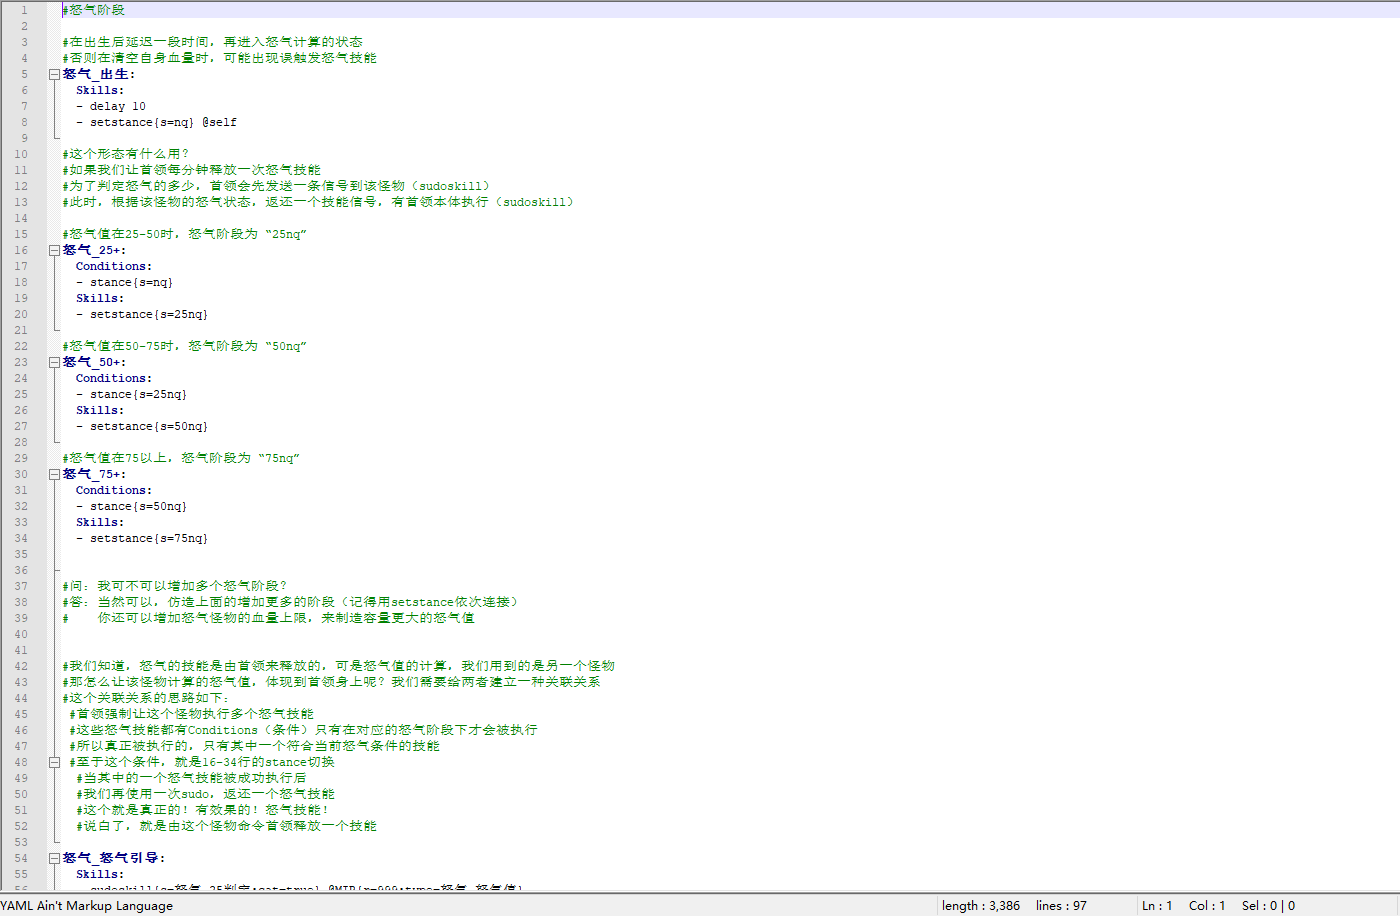 1 #怒气阶段
2
3 #在出生后延迟一段时间，再进入怒气计算的状态
4 #否则在清空自身血量时，可能出现误触发怒气技能
5 怒气_出生:
6 Skills:
7 - delay 10
8 - setstance{s=nq} @self
9
10 #这个形态有什么用？
11 #如果我们让首领每分钟释放一次怒气技能
12 #为了判定怒气的多少，首领会先发送一条信号到该怪物（sudoskill）
13 #此时，根据该怪物的怒气状态，返还一个技能信号，有首领本体执行（sudoskill）
14
15 #怒气值在25-50时，怒气阶段为 “25nq”
16 怒气_25+:
17 Conditions:
18 - stance{s=nq}
19 Skills:
20 - setstance{s=25nq}
21
22 #怒气值在50-75时，怒气阶段为 “50nq”
23 怒气_50+:
24 Conditions:
25 - stance{s=25nq}
26 Skills:
27 - setstance{s=50nq}
28
29 #怒气值在75以上，怒气阶段为 “75nq”
30 怒气_75+:
31 Conditions:
32 - stance{s=50nq}
33 Skills:
34 - setstance{s=75nq}
35
36
37 #问：我可不可以增加多个怒气阶段？
38 #答：当然可以，仿造上面的增加更多的阶段（记得用setstance依次连接）
39 # 你还可以增加怒气怪物的血量上限，来制造容量更大的怒气值
40
41
42 #我们知道，怒气的技能是由首领来释放的，可是怒气值的计算，我们用到的是另一个怪物
43 #那怎么让该怪物计算的怒气值，体现到首领身上呢？我们需要给两者建立一种关联关系
44 #这个关联关系的思路如下：
45 #首领强制让这个怪物执行多个怒气技能
46 #这些怒气技能都有Conditions（条件）只有在对应的怒气阶段下才会被执行
47 #所以真正被执行的，只有其中一个符合当前怒气条件的技能
48 #至于这个条件，就是16-34行的stance切换
49 #当其中的一个怒气技能被成功执行后
50 #我们再使用一次sudo，返还一个怒气技能
51 #这个就是真正的！有效果的！怒气技能！
52 #说白了，就是由这个怪物命令首领释放一个技能
53
54 怒气_怒气引导:
55 Skills:
56 - sudoskill{s=怒气_25判定;cat=true} @MIR{r=999;type=怒气_怒气值}
YAML Ain't Markup Language length : 3,386 lines : 97 Ln : 1 Col : 1 Sel : 0 | 0